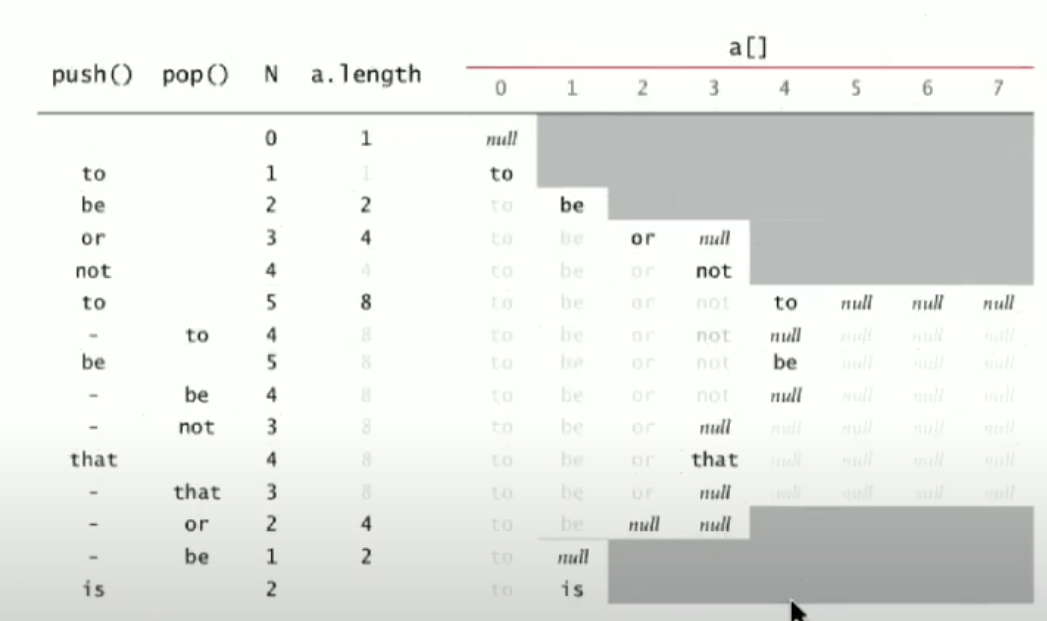 a[]
push() pop() N a.length
0 1 2 3 4 5 6 7
0 1 null
to 1 1 to
be 2 2 to be
or 3 4 to be or null
not 4 4 to be or not
to 5 8 to be or not to null null null
- to 4 8 to be or not null null null null
be 5 8 to be or not be null null null
- be 4 8 to be or not null null null null
- not 3 8 to be or null null null null null
that 4 8 to be or that null null null null
- that 3 8 to be or null null null null null
- or 2 4 to be null null
- be 1 2 to null
is 2 to is